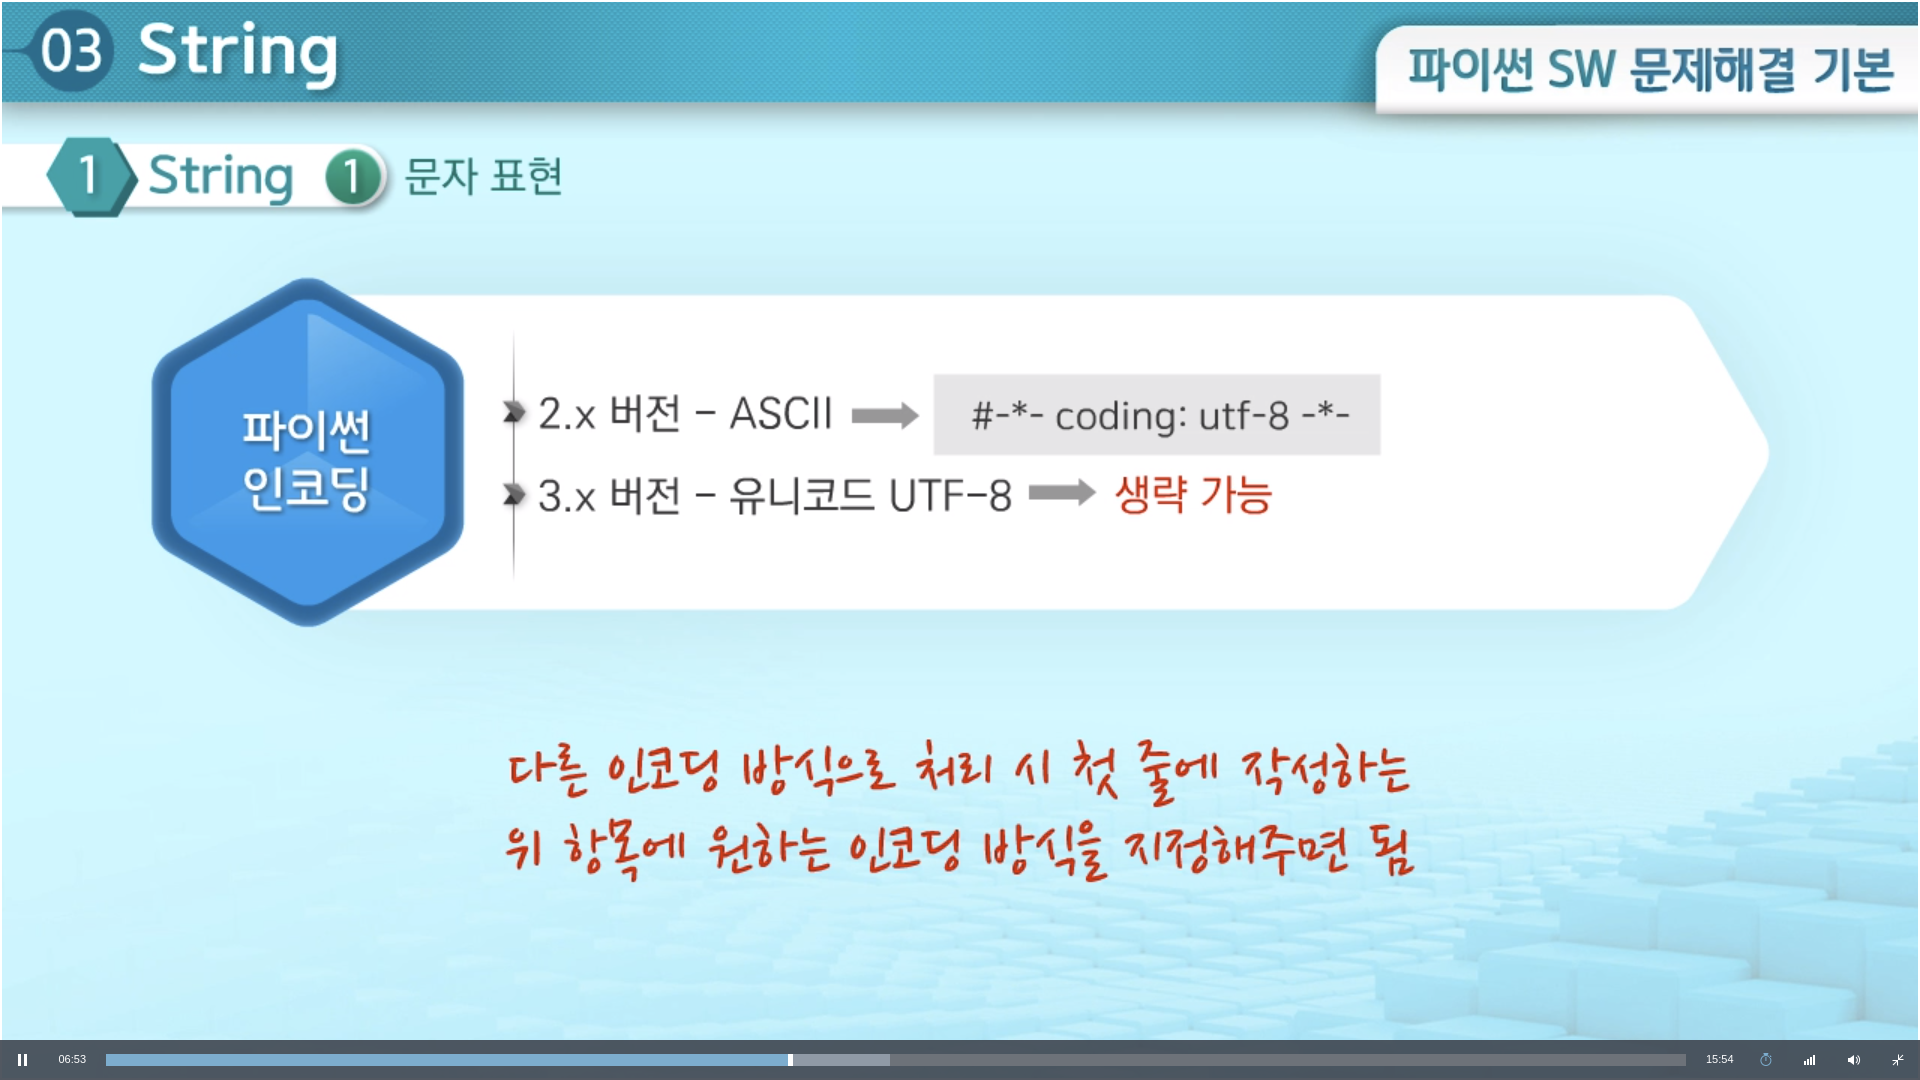 03 String
파이썬 SW 문제해결 기본
1 String 1 문자 표현
파이썬
인코딩
2.x 버전 - ASCII
#-*- coding: utf-8 -*-
3.x 버전 - 유니코드 UTF-8
생략 가능
다른 인코딩 방식으로 처리 시 첫 줄에 작성하는
위 항목에 원하는 인코딩 방식을 지정해주면 됨
06:53
15:54